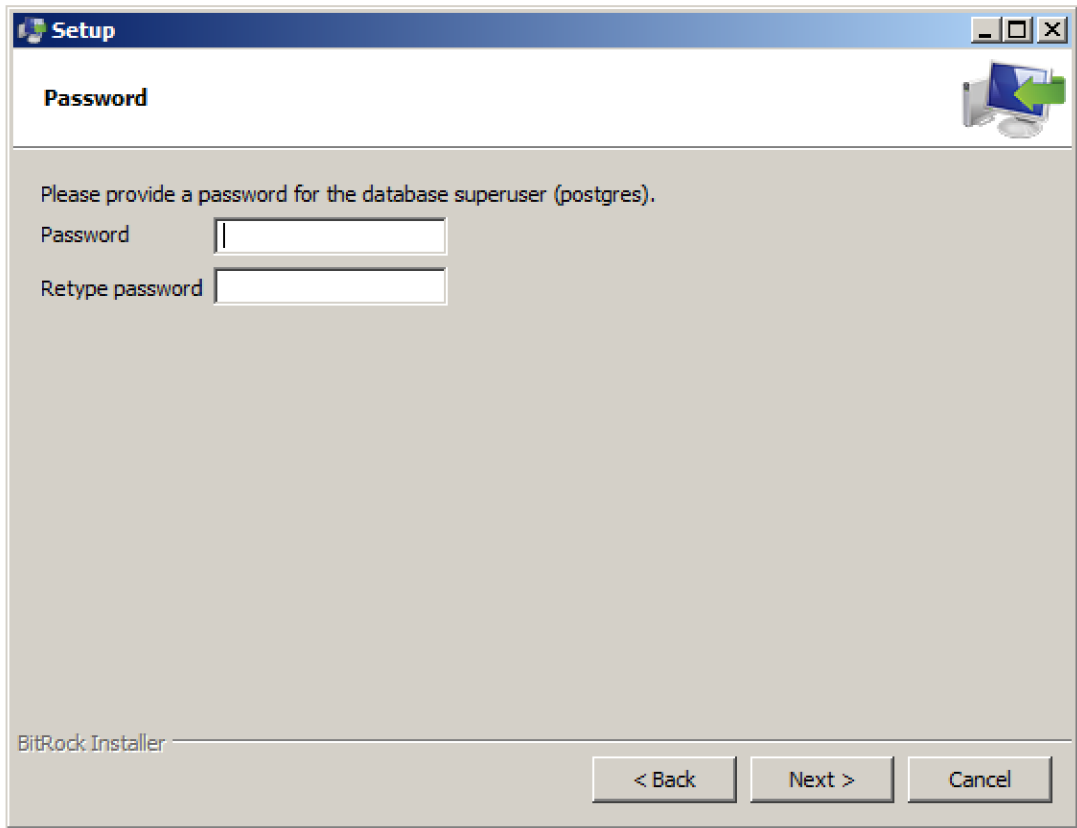 Setup
Password
Please provide a password for the database superuser (postgres).
Password
Retype password
BitRock Installer
< Back Next > Cancel